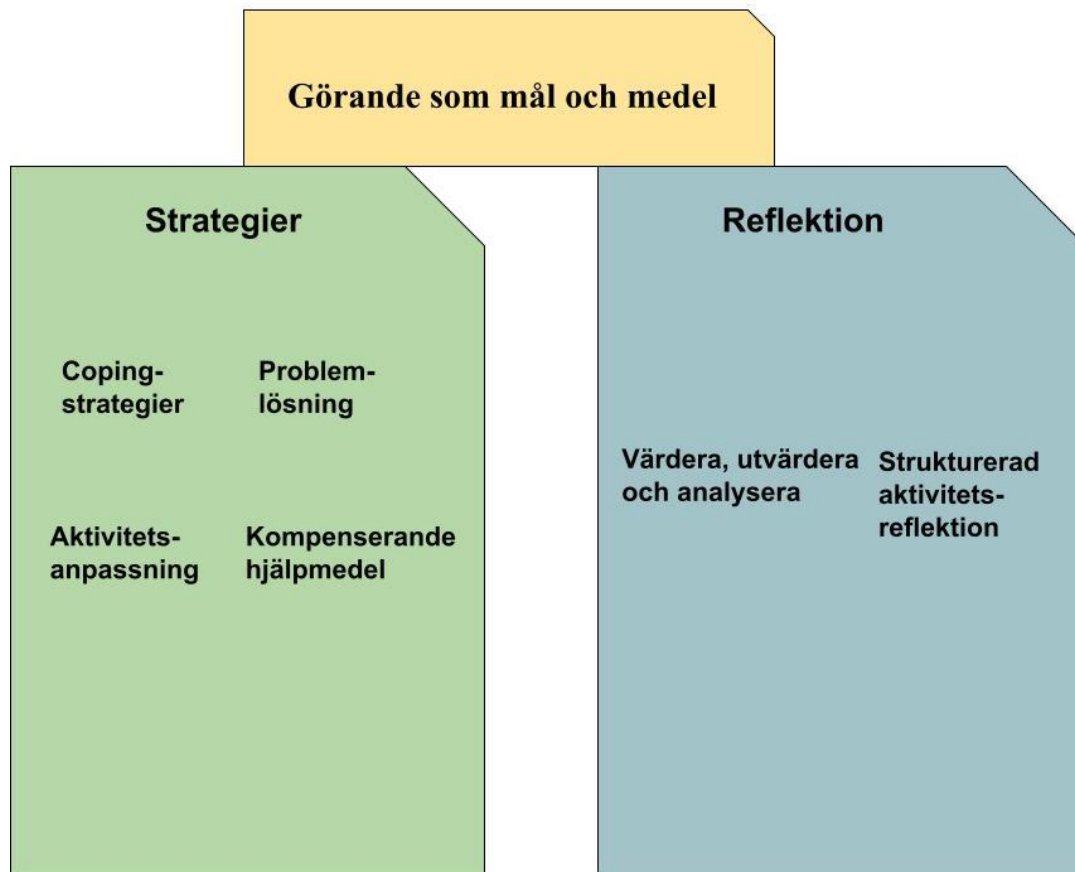 Görande som mål och medel
Strategier
Coping-
strategier
Problem-
lösning
Aktivitets-
anpassning
Kompenserande
hjälpmedel
Reflektion
Värdera, utvärdera
och analysera
Strukturerad
aktivitets-
reflektion